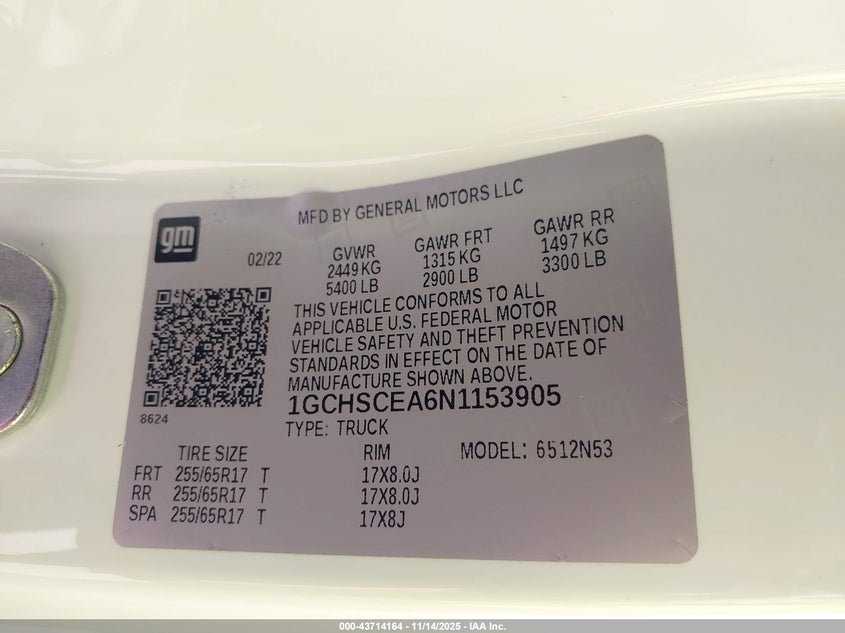 gm
MFD BY GENERAL MOTORS LLC
02/22
GVWR GAWR FRT GAWR RR
2449 KG 1315 KG 1497 KG
5400 LB 2900 LB 3300 LB
THIS VEHICLE CONFORMS TO ALL
APPLICABLE U.S. FEDERAL MOTOR
VEHICLE SAFETY AND THEFT PREVENTION
STANDARDS IN EFFECT ON THE DATE OF
MANUFACTURE SHOWN ABOVE.
8624
1GCHSCEA6N1153905
TYPE: TRUCK
TIRE SIZE RIM MODEL: 6512N53
FRT 255/65R17 T 17X8.0J
RR 255/65R17 T 17X8.0J
SPA 255/65R17 T 17X8J
000-43714164 | 11/14/2025 - IAA Inc.